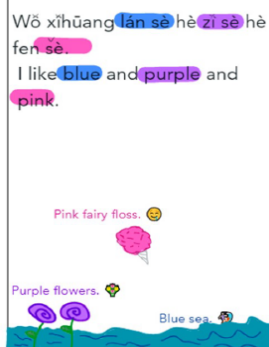 Wǒ xǐhūang lán sè hè zǐ sè hè
fen sè.
I like blue and purple and
pink.
Pink fairy floss. 😊
Purple flowers. 💐
Blue sea.